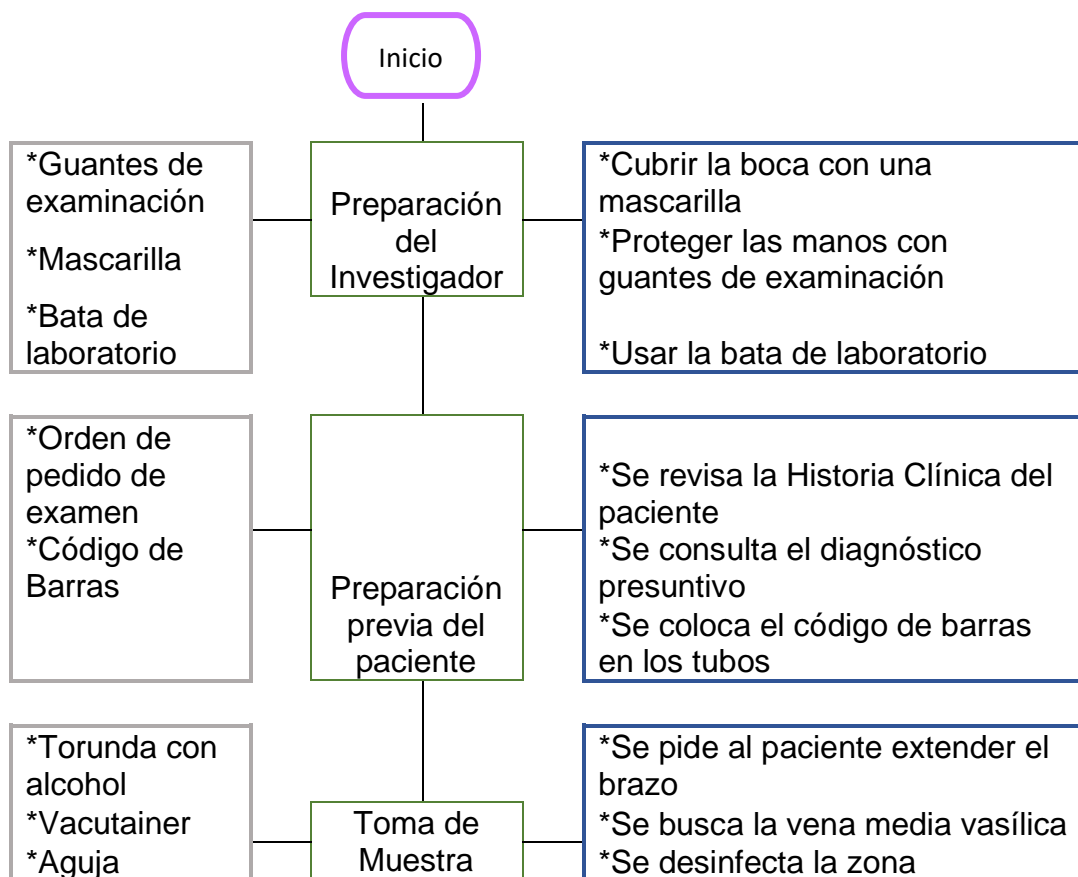 Inicio
*Guantes de
examinación
*Mascarilla
*Bata de
laboratorio
Preparación
del
Investigador
*Cubrir la boca con una
mascarilla
*Proteger las manos con
guantes de examinación
*Usar la bata de laboratorio
*Orden de
pedido de
examen
*Código de
Barras
Preparación
previa del
paciente
*Se revisa la Historia Clínica del
paciente
*Se consulta el diagnóstico
presuntivo
*Se coloca el código de barras
en los tubos
*Torunda con
alcohol
*Vacutainer
*Aguja
Toma de
Muestra
*Se pide al paciente extender el
brazo
*Se busca la vena media vasílica
*Se desinfecta la zona